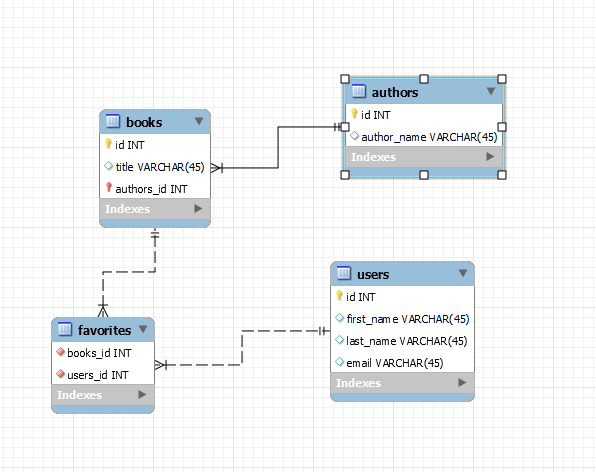 authors
id INT
author_name VARCHAR(45)
Indexes
books
id INT
title VARCHAR(45)
authors_id INT
Indexes
users
id INT
first_name VARCHAR(45)
last_name VARCHAR(45)
email VARCHAR(45)
Indexes
favorites
books_id INT
users_id INT
Indexes